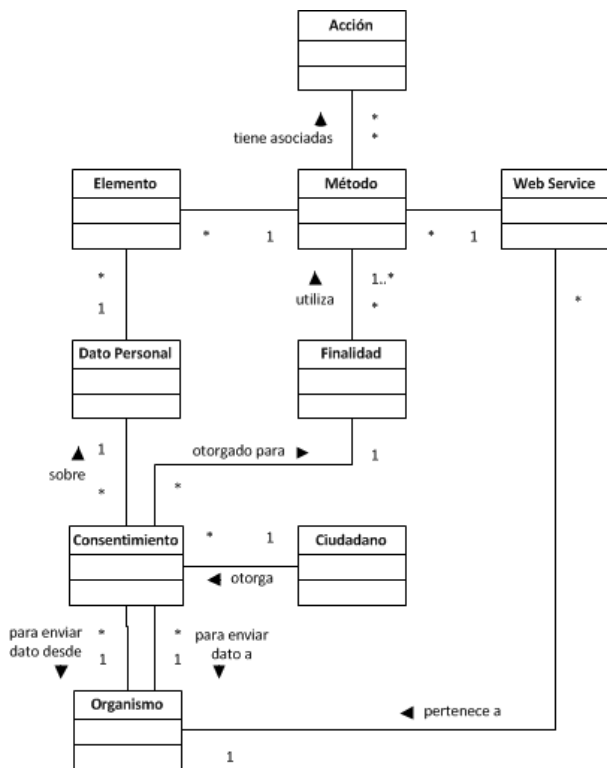 Acción
*
tiene asociadas
*
Elemento
Método
Web Service
* 1
* 1
*
1
1..*
utiliza
*
*
Dato Personal
Finalidad
1
sobre
*
otorgado para
1
*
Consentimiento
* 1
Ciudadano
otorga
para enviar
dato desde
*
1
*
1
para enviar
dato a
Organismo
pertenece a
1